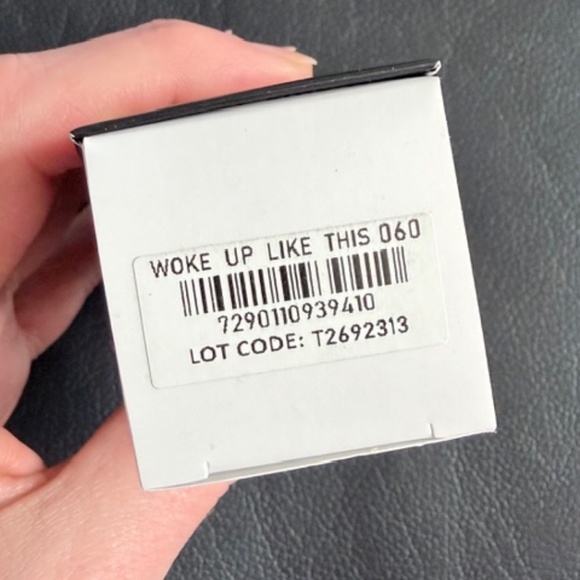 WOKE UP LIKE THIS 060
7290110939410
LOT CODE: T2692313